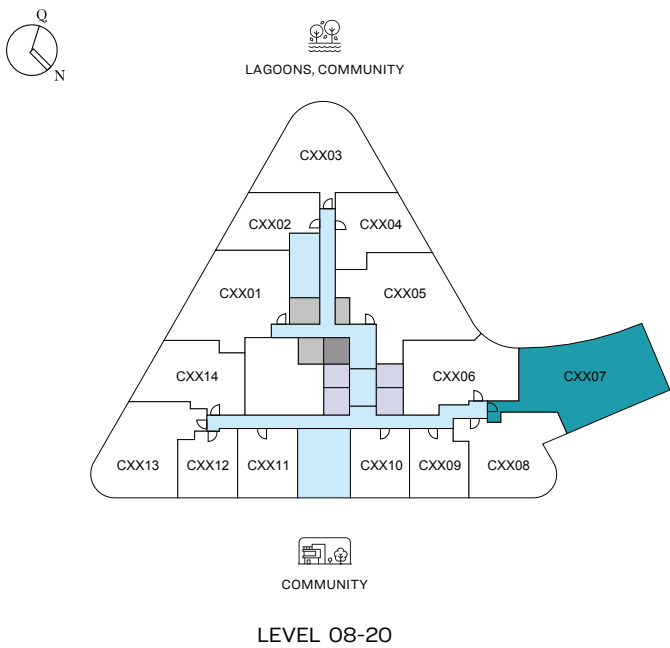 Q
N
LAGOONS, COMMUNITY
CXX03
CXX02
CXX04
CXX01
CXX05
CXX14
CXX06
CXX07
CXX13
CXX12
CXX11
CXX10
CXX09
CXX08
COMMUNITY
LEVEL 08-20